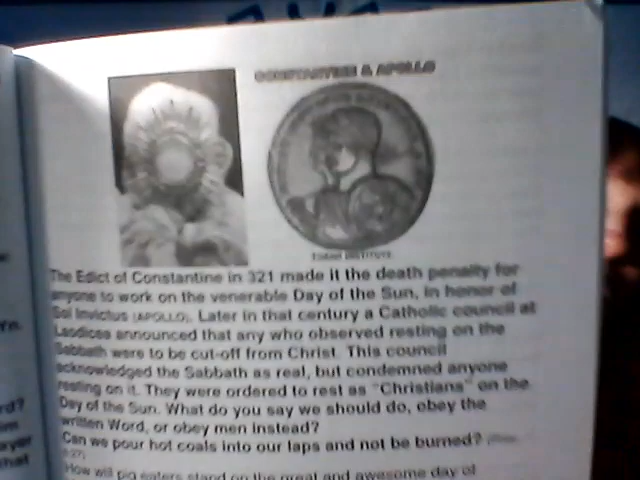 CONSTANTINE & APOLLO
The Edict of Constantine in 321 made it the death penalty for
anyone to work on the venerable Day of the Sun, in honor of
Sol Invictus (APOLLO). Later in that century a Catholic council at
Laodicea announced that any who observed resting on the
Sabbath were to be cut-off from Christ. This council
acknowledged the Sabbath as real, but condemned anyone
resting on it. They were ordered to rest as "Christians" on the
Day of the Sun. What do you say we should do, obey the
written Word, or obey men instead?
Can we pour hot coals into our laps and not be burned?
6:27)
How will pig eaters stand on the great and awesome day of